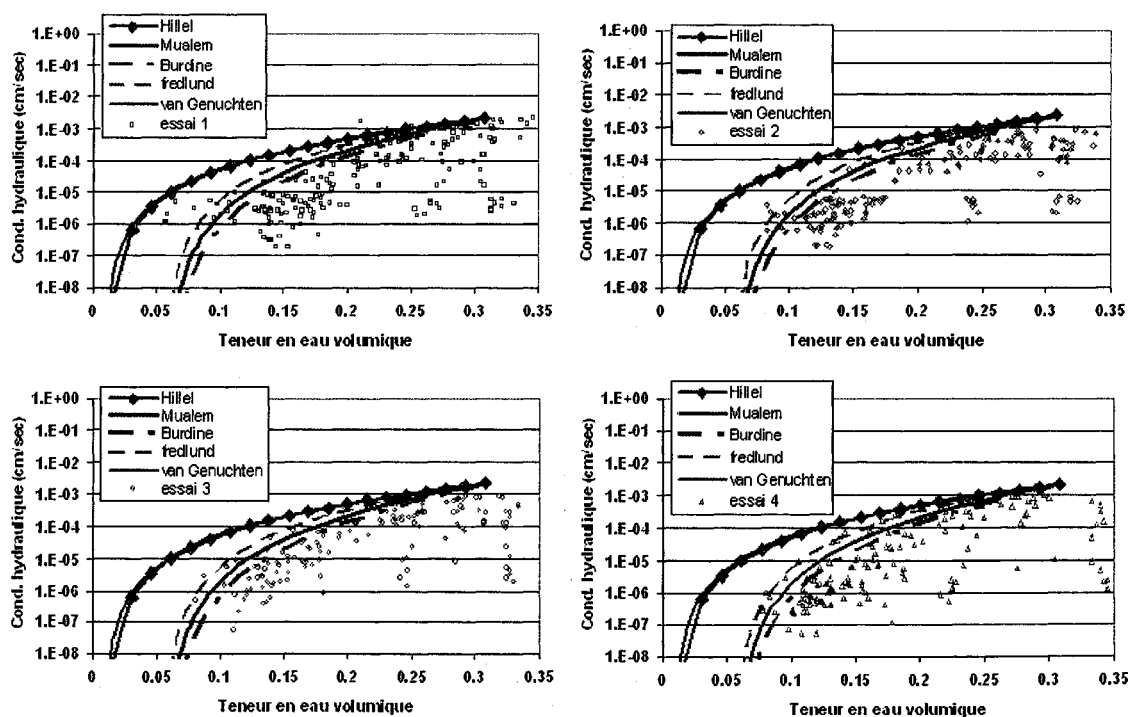 Hillel
Mualem
Burdine
fredlund
van Genuchten
essai 1
Cond. hydraulique (cm/sec)
1.E+00
1.E-01
1.E-02
1.E-03
1.E-04
1.E-05
1.E-06
1.E-07
1.E-08
0 0.05 0.1 0.15 0.2 0.25 0.3 0.35
Teneur en eau volumique
Hillel
Mualem
Burdine
fredlund
van Genuchten
essai 2
Cond. hydraulique (cm/sec)
1.E+00
1.E-01
1.E-02
1.E-03
1.E-04
1.E-05
1.E-06
1.E-07
1.E-08
0 0.05 0.1 0.15 0.2 0.25 0.3 0.35
Teneur en eau volumique
Hillel
Mualem
Burdine
fredlund
van Genuchten
essai 3
Cond. hydraulique (cm/sec)
1.E+00
1.E-01
1.E-02
1.E-03
1.E-04
1.E-05
1.E-06
1.E-07
1.E-08
0 0.05 0.1 0.15 0.2 0.25 0.3 0.35
Teneur en eau volumique
Hillel
Mualem
Burdine
fredlund
van Genuchten
essai 4
Cond. hydraulique (cm/sec)
1.E+00
1.E-01
1.E-02
1.E-03
1.E-04
1.E-05
1.E-06
1.E-07
1.E-08
0 0.05 0.1 0.15 0.2 0.25 0.3 0.35
Teneur en eau volumique